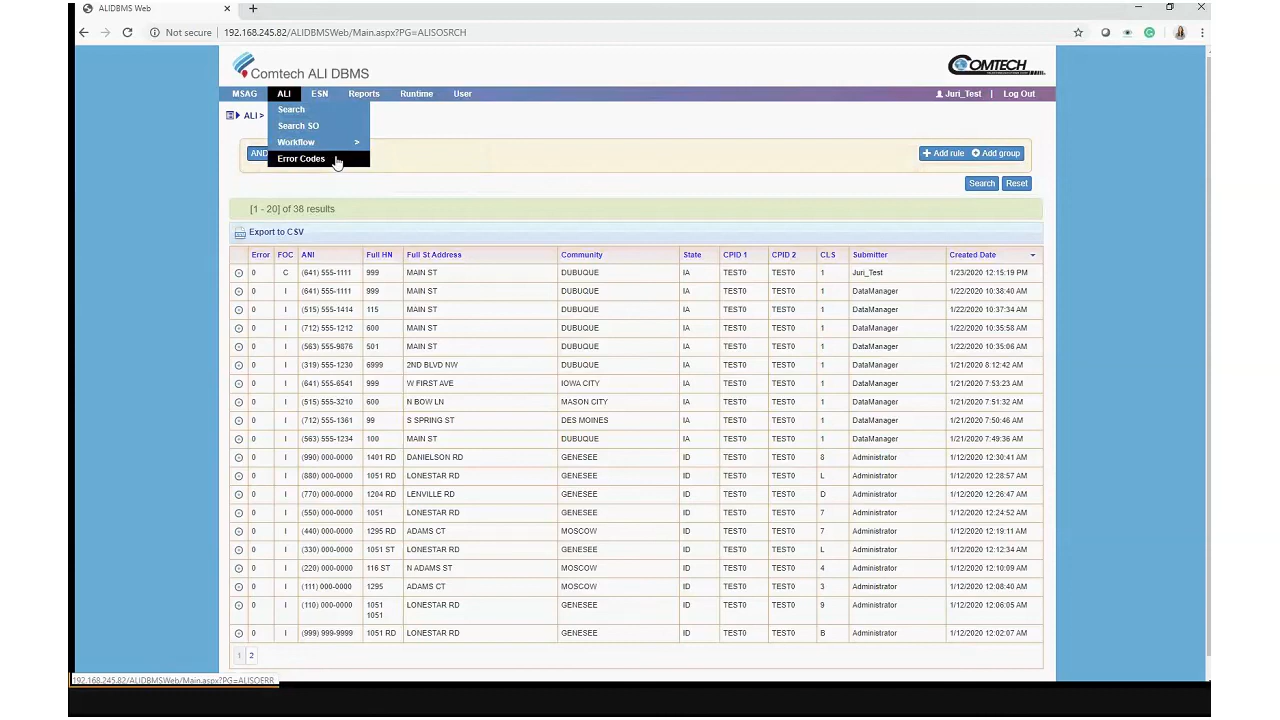 ALIDBMS Web
Not secure | 192.168.245.82/ALIDBMSWeb/Main.aspx?PG=ALISOSRCH
Comtech ALI DBMS
COMTECH
MSAG ALI ESN Reports Runtime User Juri_Test | Log Out
Search
ALI >
Search SO
Workflow >
AND Error Codes Add rule Add group
Search Reset
[1 - 20] of 38 results
Export to CSV
Error FOC ANI Full HN Full St Address Community State CPID 1 CPID 2 CLS Submitter Created Date
0 C (641) 555-1111 999 MAIN ST DUBUQUE IA TEST0 TEST0 1 Juri_Test 1/23/2020 12:15:19 PM
0 I (641) 555-1111 999 MAIN ST DUBUQUE IA TEST0 TEST0 1 DataManager 1/22/2020 10:38:40 AM
0 I (515) 555-1414 115 MAIN ST DUBUQUE IA TEST0 TEST0 1 DataManager 1/22/2020 10:37:34 AM
0 I (712) 555-1212 600 MAIN ST DUBUQUE IA TEST0 TEST0 1 DataManager 1/22/2020 10:35:58 AM
0 I (563) 555-9876 501 MAIN ST DUBUQUE IA TEST0 TEST0 1 DataManager 1/22/2020 10:35:06 AM
0 I (319) 555-1230 6999 2ND BLVD NW DUBUQUE IA TEST0 TEST0 1 DataManager 1/21/2020 8:12:42 AM
0 I (641) 555-6541 999 W FIRST AVE IOWA CITY IA TEST0 TEST0 1 DataManager 1/21/2020 7:53:23 AM
0 I (515) 555-3210 600 N BOW LN MASON CITY IA TEST0 TEST0 1 DataManager 1/21/2020 7:51:32 AM
0 I (712) 555-1361 99 S SPRING ST DES MOINES IA TEST0 TEST0 1 DataManager 1/21/2020 7:50:46 AM
0 I (563) 555-1234 100 MAIN ST DUBUQUE IA TEST0 TEST0 1 DataManager 1/21/2020 7:49:36 AM
0 I (990) 000-0000 1401 RD DANIELSON RD GENESEE ID TEST0 TEST0 8 Administrator 1/12/2020 12:30:41 AM
0 I (880) 000-0000 1051 RD LONESTAR RD GENESEE ID TEST0 TEST0 L Administrator 1/12/2020 12:28:57 AM
0 I (770) 000-0000 1204 RD LENVILLE RD GENESEE ID TEST0 TEST0 D Administrator 1/12/2020 12:26:47 AM
0 I (550) 000-0000 1051 LONESTAR RD GENESEE ID TEST0 TEST0 7 Administrator 1/12/2020 12:24:52 AM
0 I (440) 000-0000 1295 RD ADAMS CT MOSCOW ID TEST0 TEST0 7 Administrator 1/12/2020 12:19:11 AM
0 I (330) 000-0000 1051 ST LONESTAR RD GENESEE ID TEST0 TEST0 L Administrator 1/12/2020 12:12:34 AM
0 I (220) 000-0000 116 ST N ADAMS ST MOSCOW ID TEST0 TEST0 4 Administrator 1/12/2020 12:10:09 AM
0 I (111) 000-0000 1295 ADAMS CT MOSCOW ID TEST0 TEST0 3 Administrator 1/12/2020 12:08:40 AM
0 I (110) 000-0000 1051 LONESTAR RD GENESEE ID TEST0 TEST0 9 Administrator 1/12/2020 12:06:05 AM
1051
0 I (999) 999-9999 1051 RD LONESTAR RD GENESEE ID TEST0 TEST0 B Administrator 1/12/2020 12:02:07 AM
1 2
192.168.245.82/ALIDBMSWeb/Main.aspx?PG=ALISOERR